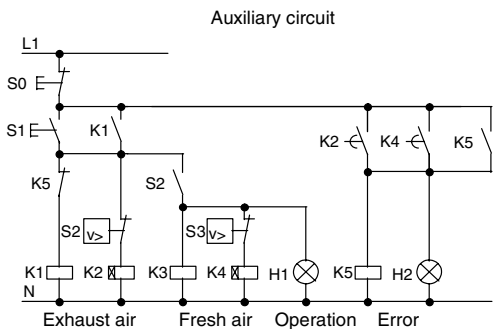 Auxiliary circuit
L1
S0
S1 K1 K2 K4 K5
K5 S2
S2 v> S3 v>
K1 K2 K3 K4 H1 K5 H2
N
Exhaust air Fresh air Operation Error